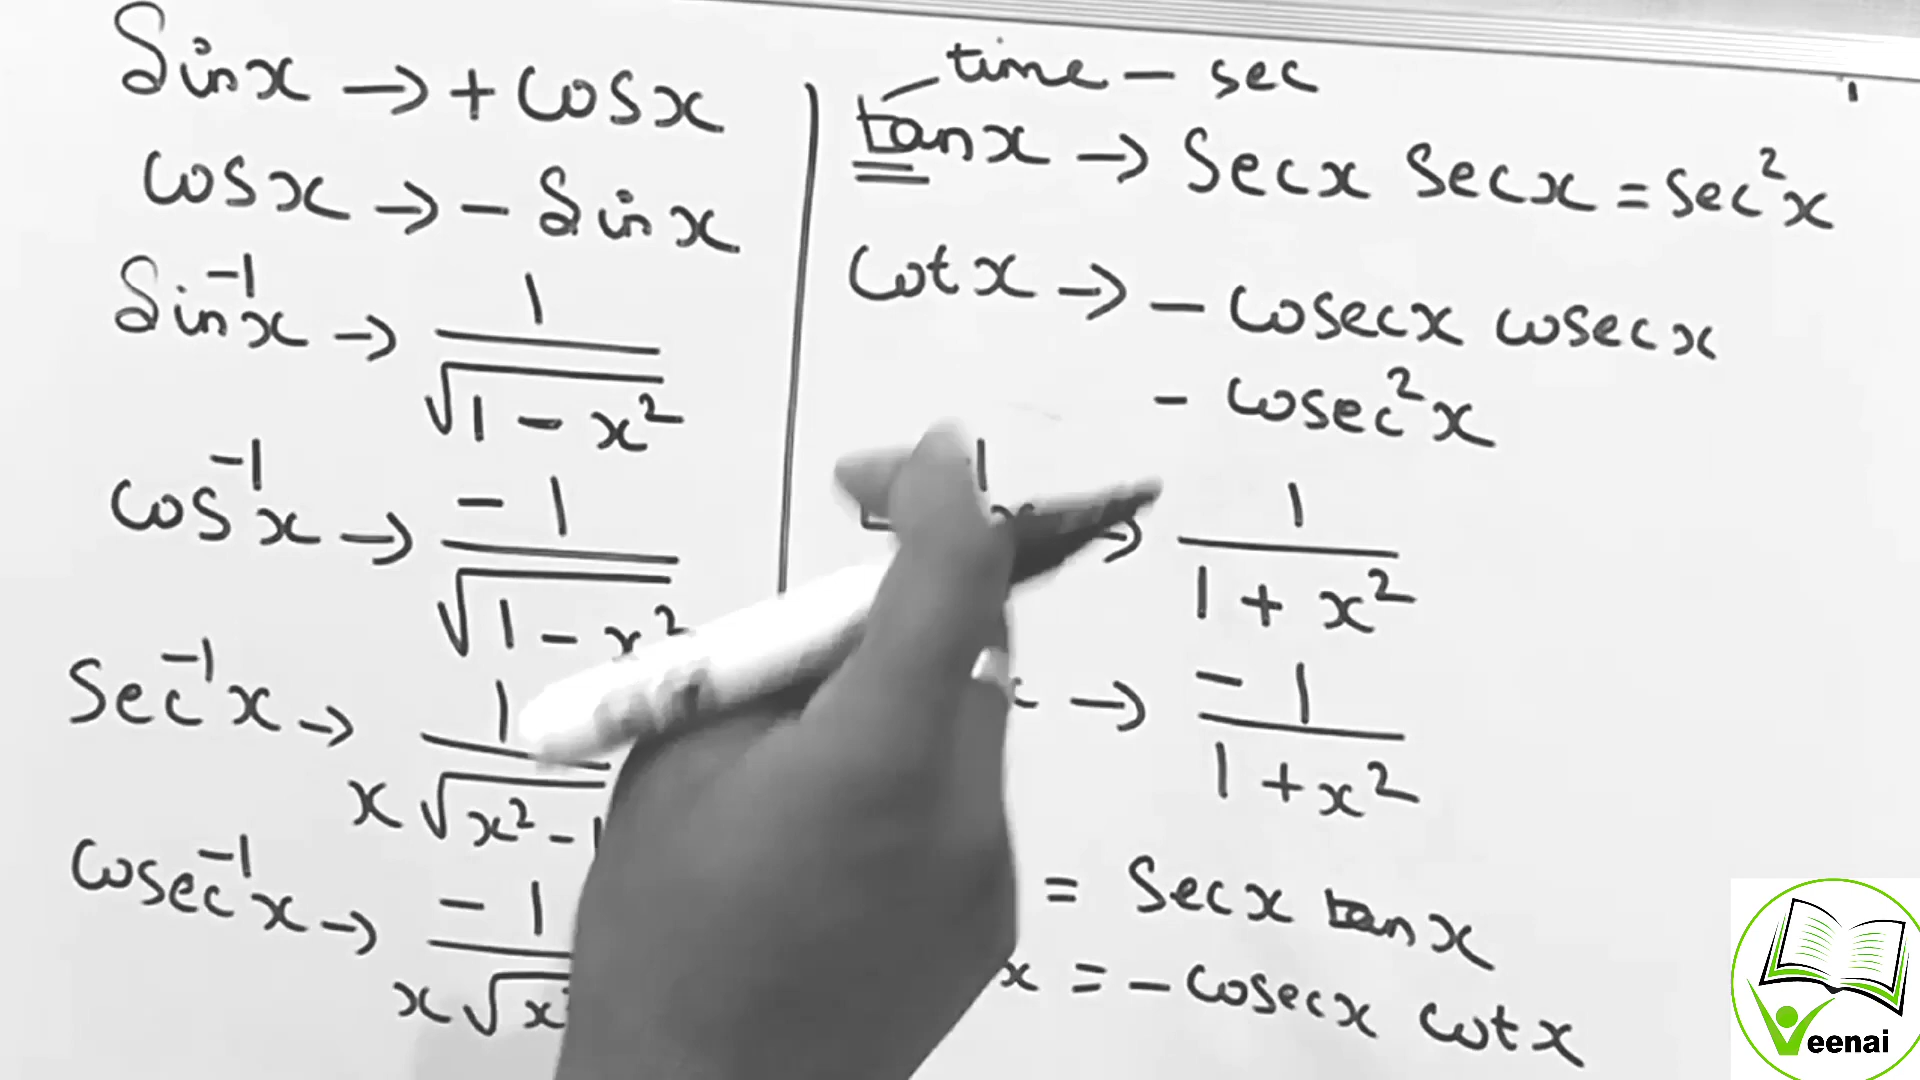 Sinx → + cosx
cosx → - Sinx
Sin⁻¹x → 1/√(1 - x²)
cos⁻¹x → -1/√(1 - x²)
Sec⁻¹x → 1/x√(x² - 1
cosec⁻¹x → -1/x√x
time - sec
tanx → Secx Secx = Sec²x
cotx → - cosecx cosecx
- cosec²x
→ 1/(1 + x²)
→ -1/(1 + x²)
= Secx tanx
x = - cosecx cotx
Veenai